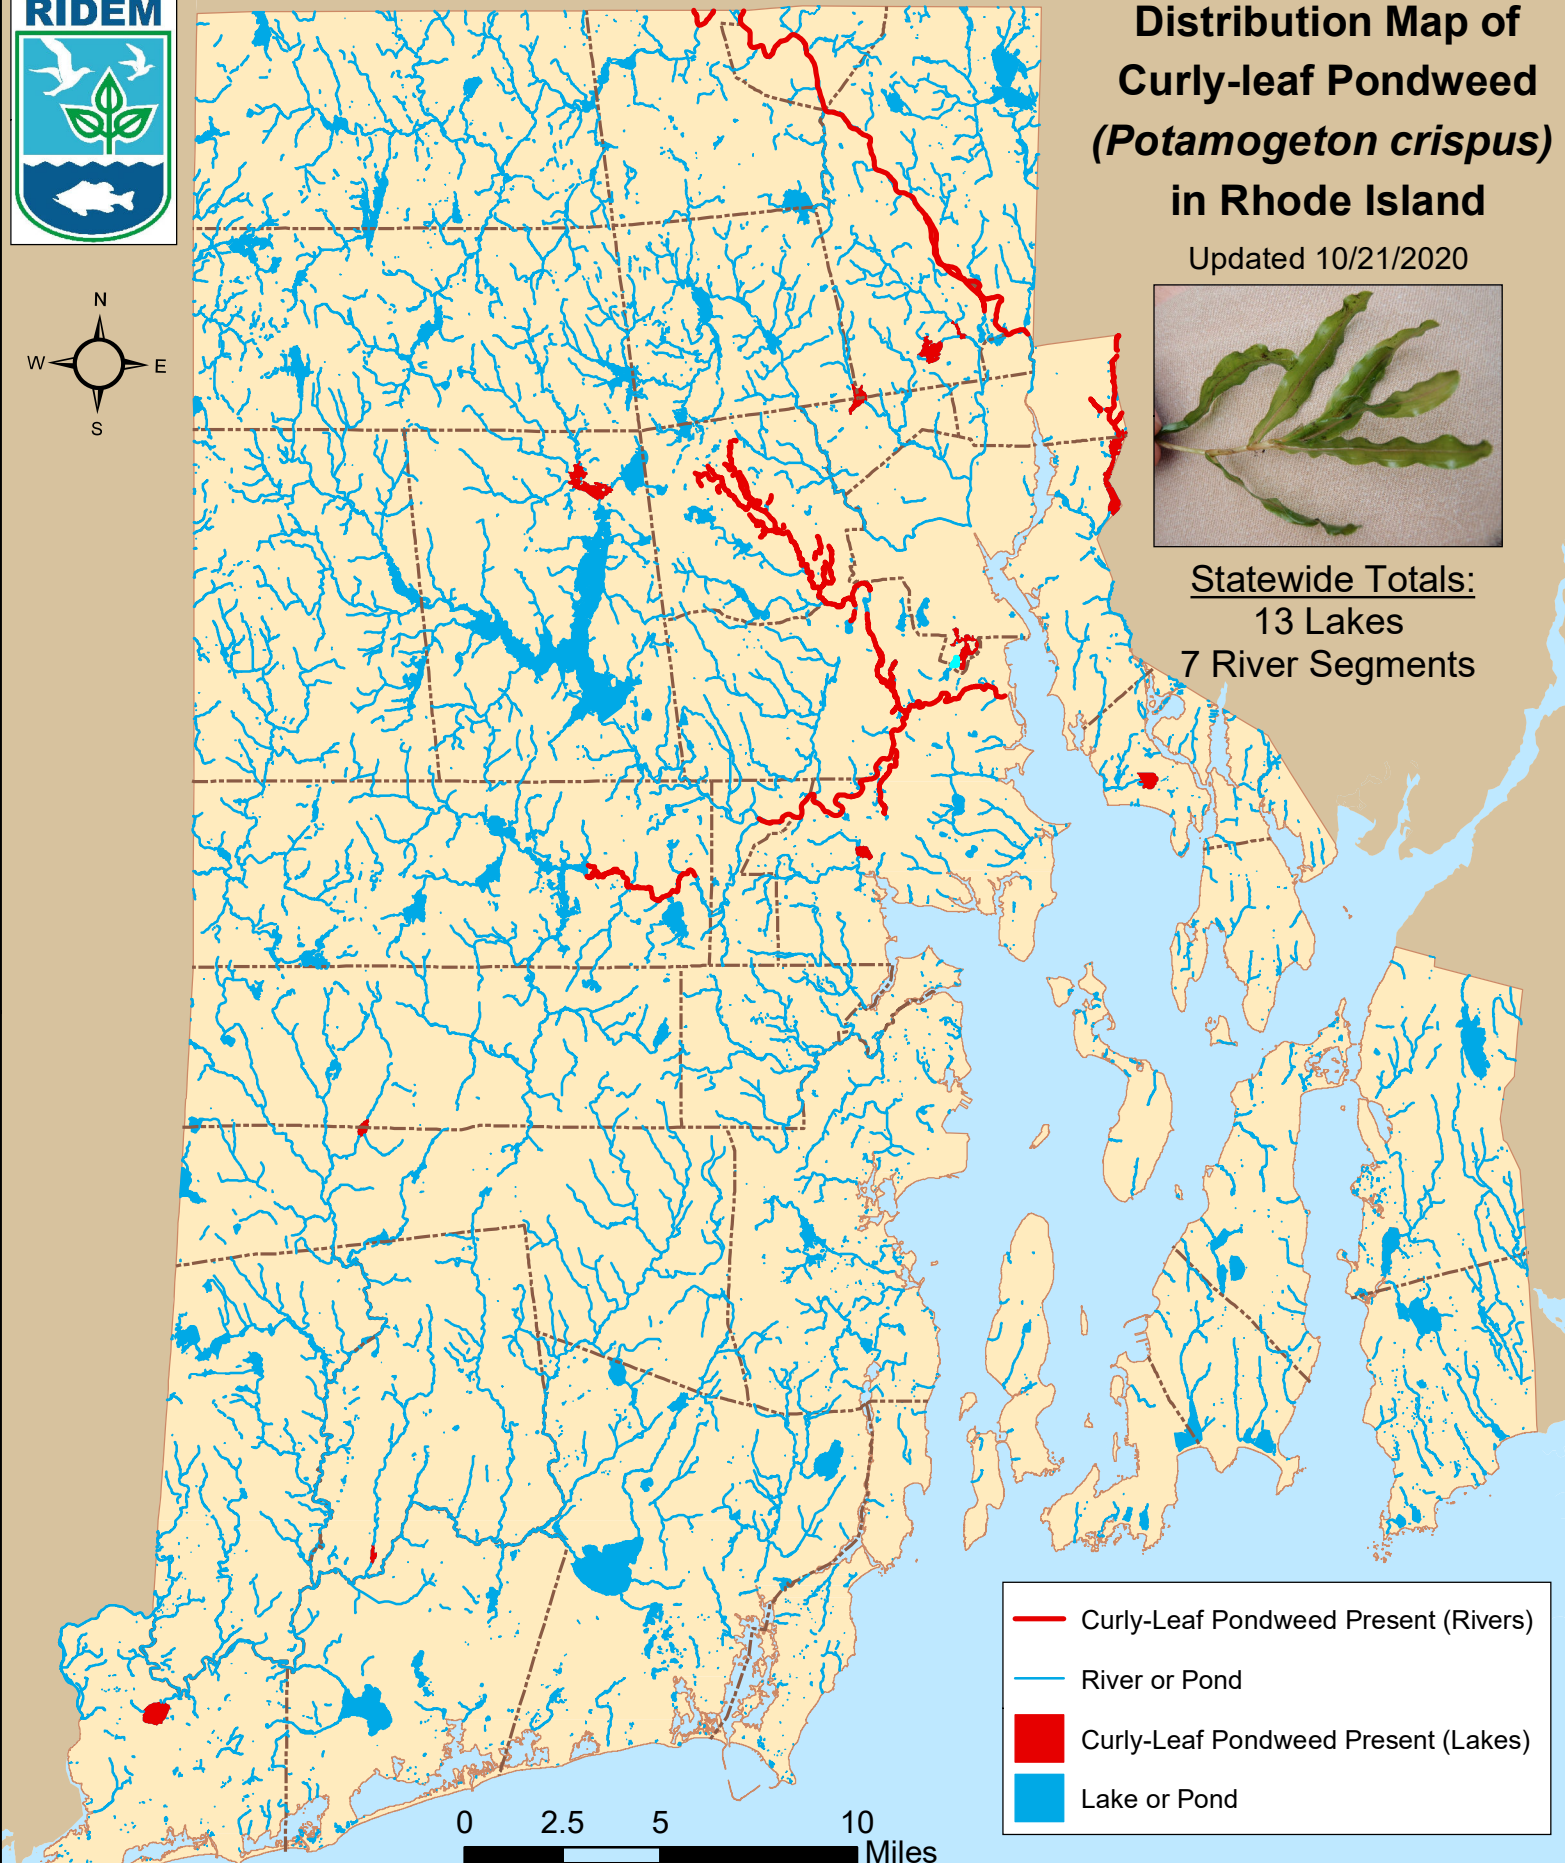 RIDEM
Distribution Map of
Curly-leaf Pondweed
(Potamogeton crispus)
in Rhode Island
Updated 10/21/2020
N
W
E
S
Statewide Totals:
13 Lakes
7 River Segments
Curly-Leaf Pondweed Present (Rivers)
River or Pond
Curly-Leaf Pondweed Present (Lakes)
Lake or Pond
0 2.5 5 10
Miles